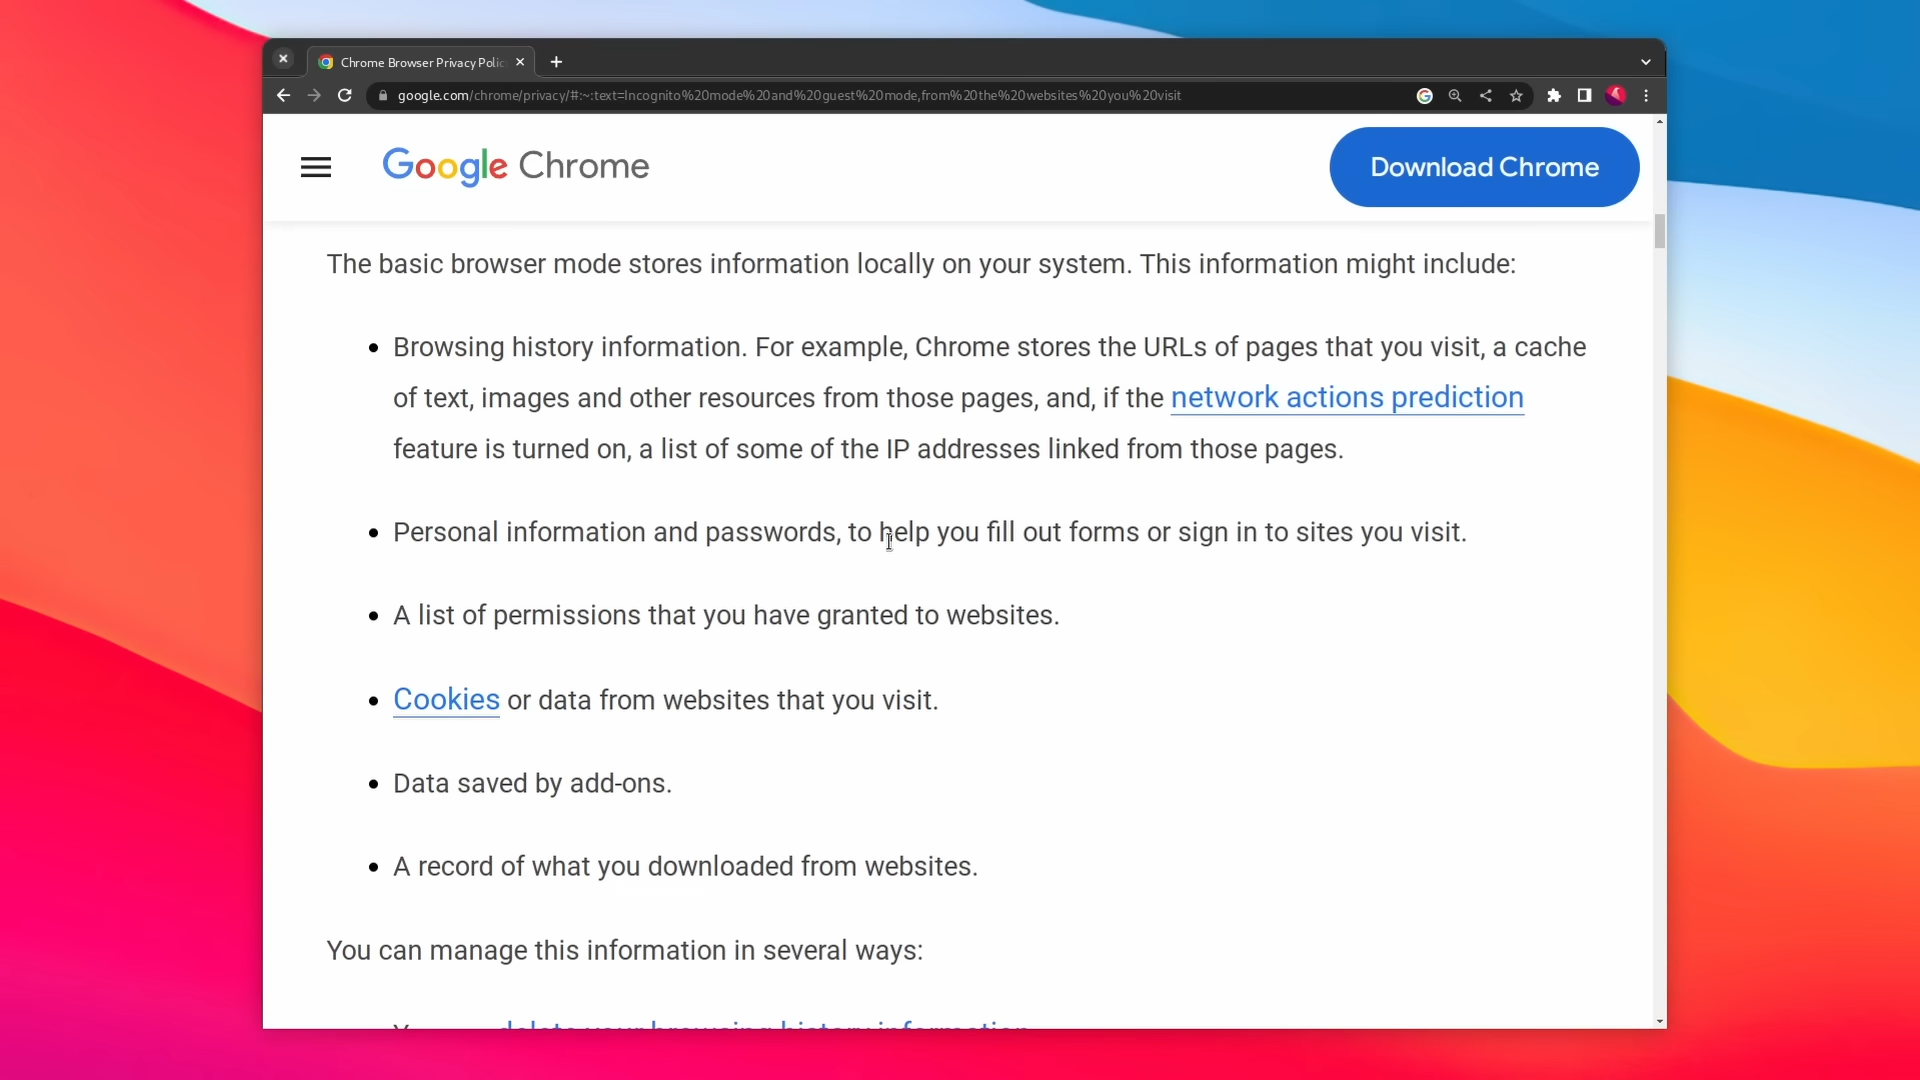 Chrome Browser Privacy Polic
google.com/chrome/privacy/#:~:text=Incognito%20mode%20and%20guest%20mode,from%20the%20websites%20you%20visit
Google Chrome
Download Chrome
The basic browser mode stores information locally on your system. This information might include:
• Browsing history information. For example, Chrome stores the URLs of pages that you visit, a cache
of text, images and other resources from those pages, and, if the network actions prediction
feature is turned on, a list of some of the IP addresses linked from those pages.
• Personal information and passwords, to help you fill out forms or sign in to sites you visit.
• A list of permissions that you have granted to websites.
• Cookies or data from websites that you visit.
• Data saved by add-ons.
• A record of what you downloaded from websites.
You can manage this information in several ways:
delete your browsing history information